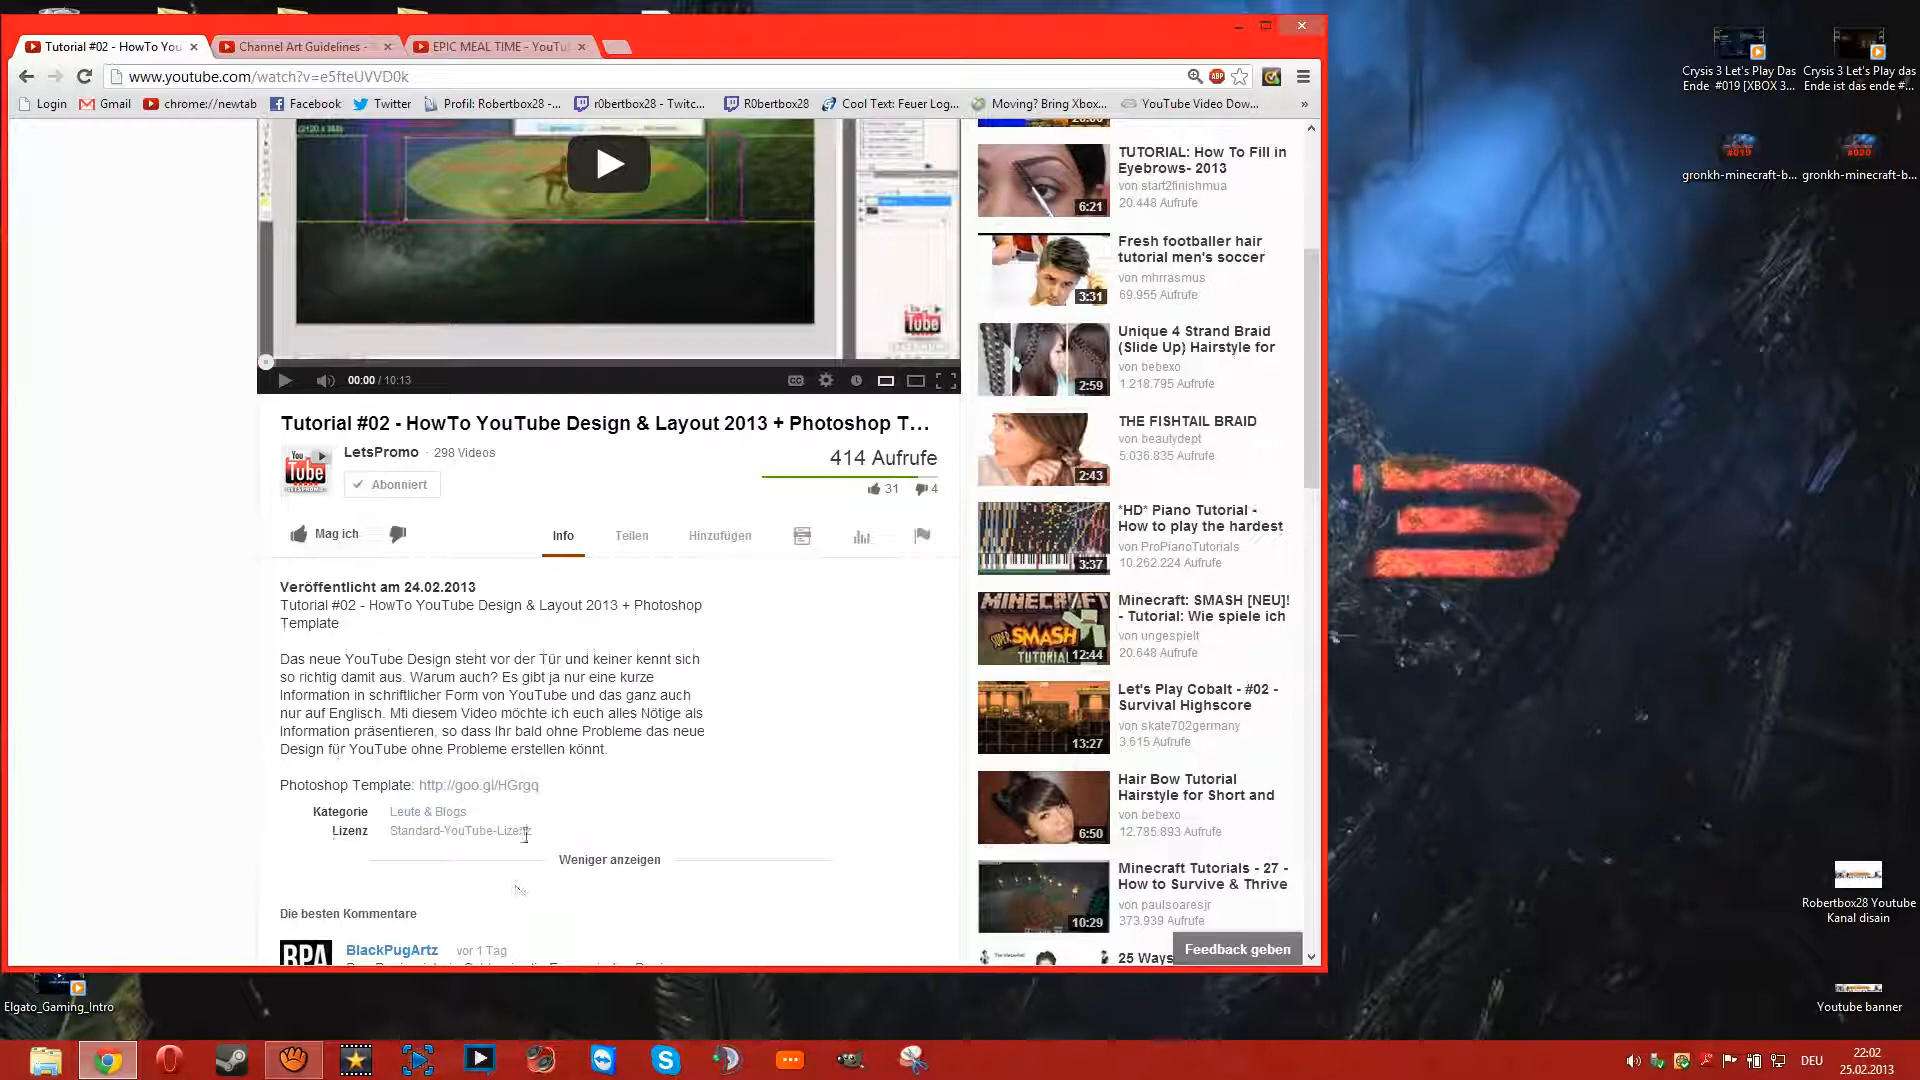 Tutorial #02 - HowTo You
Channel Art Guidelines -
EPIC MEAL TIME - YouTu
www.youtube.com/watch?v=e5fteUVVD0k
ABP
Login
Gmail
chrome://newtab
Facebook
Twitter
Profil: Robertbox28 -...
r0bertbox28 - Twitc...
R0bertbox28
Cool Text: Feuer Log...
Moving? Bring Xbox...
YouTube Video Dow...
»
00:00 / 10:13
Tutorial #02 - HowTo YouTube Design & Layout 2013 + Photoshop T...
You
Tube
LETSPROMO
LetsPromo · 298 Videos
Abonniert
414 Aufrufe
31
4
Mag ich
Info
Teilen
Hinzufügen
Veröffentlicht am 24.02.2013
Tutorial #02 - HowTo YouTube Design & Layout 2013 + Photoshop
Template
Das neue YouTube Design steht vor der Tür und keiner kennt sich
so richtig damit aus. Warum auch? Es gibt ja nur eine kurze
Information in schriftlicher Form von YouTube und das ganz auch
nur auf Englisch. Mti diesem Video möchte ich euch alles Nötige als
Information präsentieren, so dass Ihr bald ohne Probleme das neue
Design für YouTube ohne Probleme erstellen könnt.
Photoshop Template: http://goo.gl/HGrgq
Kategorie Leute & Blogs
Lizenz Standard-YouTube-Lizenz
Weniger anzeigen
Die besten Kommentare
BPA
BlackPugArtz vor 1 Tag
TUTORIAL: How To Fill in
Eyebrows- 2013
von start2finishmua
20.448 Aufrufe
6:21
Fresh footballer hair
tutorial men's soccer
von mhrrasmus
69.955 Aufrufe
3:31
Unique 4 Strand Braid
(Slide Up) Hairstyle for
von bebexo
1.218.795 Aufrufe
2:59
THE FISHTAIL BRAID
von beautydept
5.036.835 Aufrufe
2:43
*HD* Piano Tutorial -
How to play the hardest
von ProPianoTutorials
10.262.224 Aufrufe
3:37
Minecraft: SMASH [NEU]!
- Tutorial: Wie spiele ich
von ungespielt
20.648 Aufrufe
MINECRAFT
SUPER
SMASH
TUTORIAL
12:44
Let's Play Cobalt - #02 -
Survival Highscore
von skate702germany
3.615 Aufrufe
13:27
Hair Bow Tutorial
Hairstyle for Short and
von bebexo
12.785.893 Aufrufe
6:50
Minecraft Tutorials - 27 -
How to Survive & Thrive
von paulsoaresjr
373.939 Aufrufe
10:29
25 Ways
Feedback geben
Crysis 3 Let's Play Das
Ende #019 [XBOX 3...
Crysis 3 Let's Play das
Ende ist das ende #...
#019
gronkh-minecraft-b...
#020
gronkh-minecraft-b...
Robertbox28 Youtube
Kanal disain
Youtube banner
Elgato_Gaming_Intro
DEU
22:02
25.02.2013